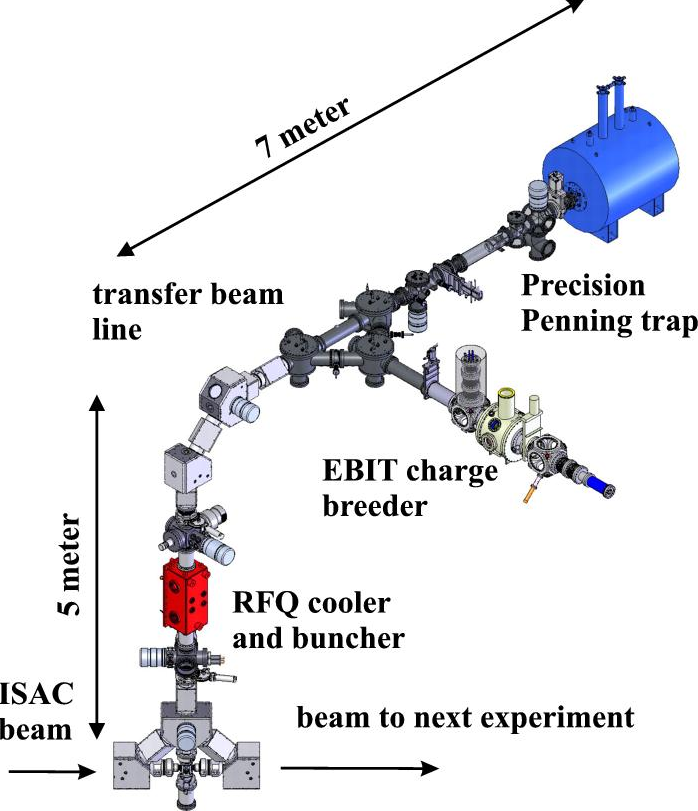 7 meter
transfer beam
line
Precision
Penning trap
EBIT charge
breeder
5 meter
RFQ cooler
and buncher
ISAC
beam
beam to next experiment